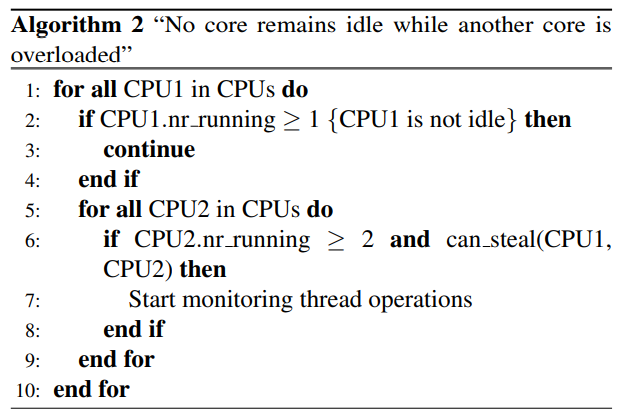 Algorithm 2 “No core remains idle while another core is
overloaded”
1: for all CPU1 in CPUs do
2: if CPU1.nr_running ≥ 1 {CPU1 is not idle} then
3: continue
4: end if
5: for all CPU2 in CPUs do
6: if CPU2.nr_running ≥ 2 and can_steal(CPU1,
CPU2) then
7: Start monitoring thread operations
8: end if
9: end for
10: end for